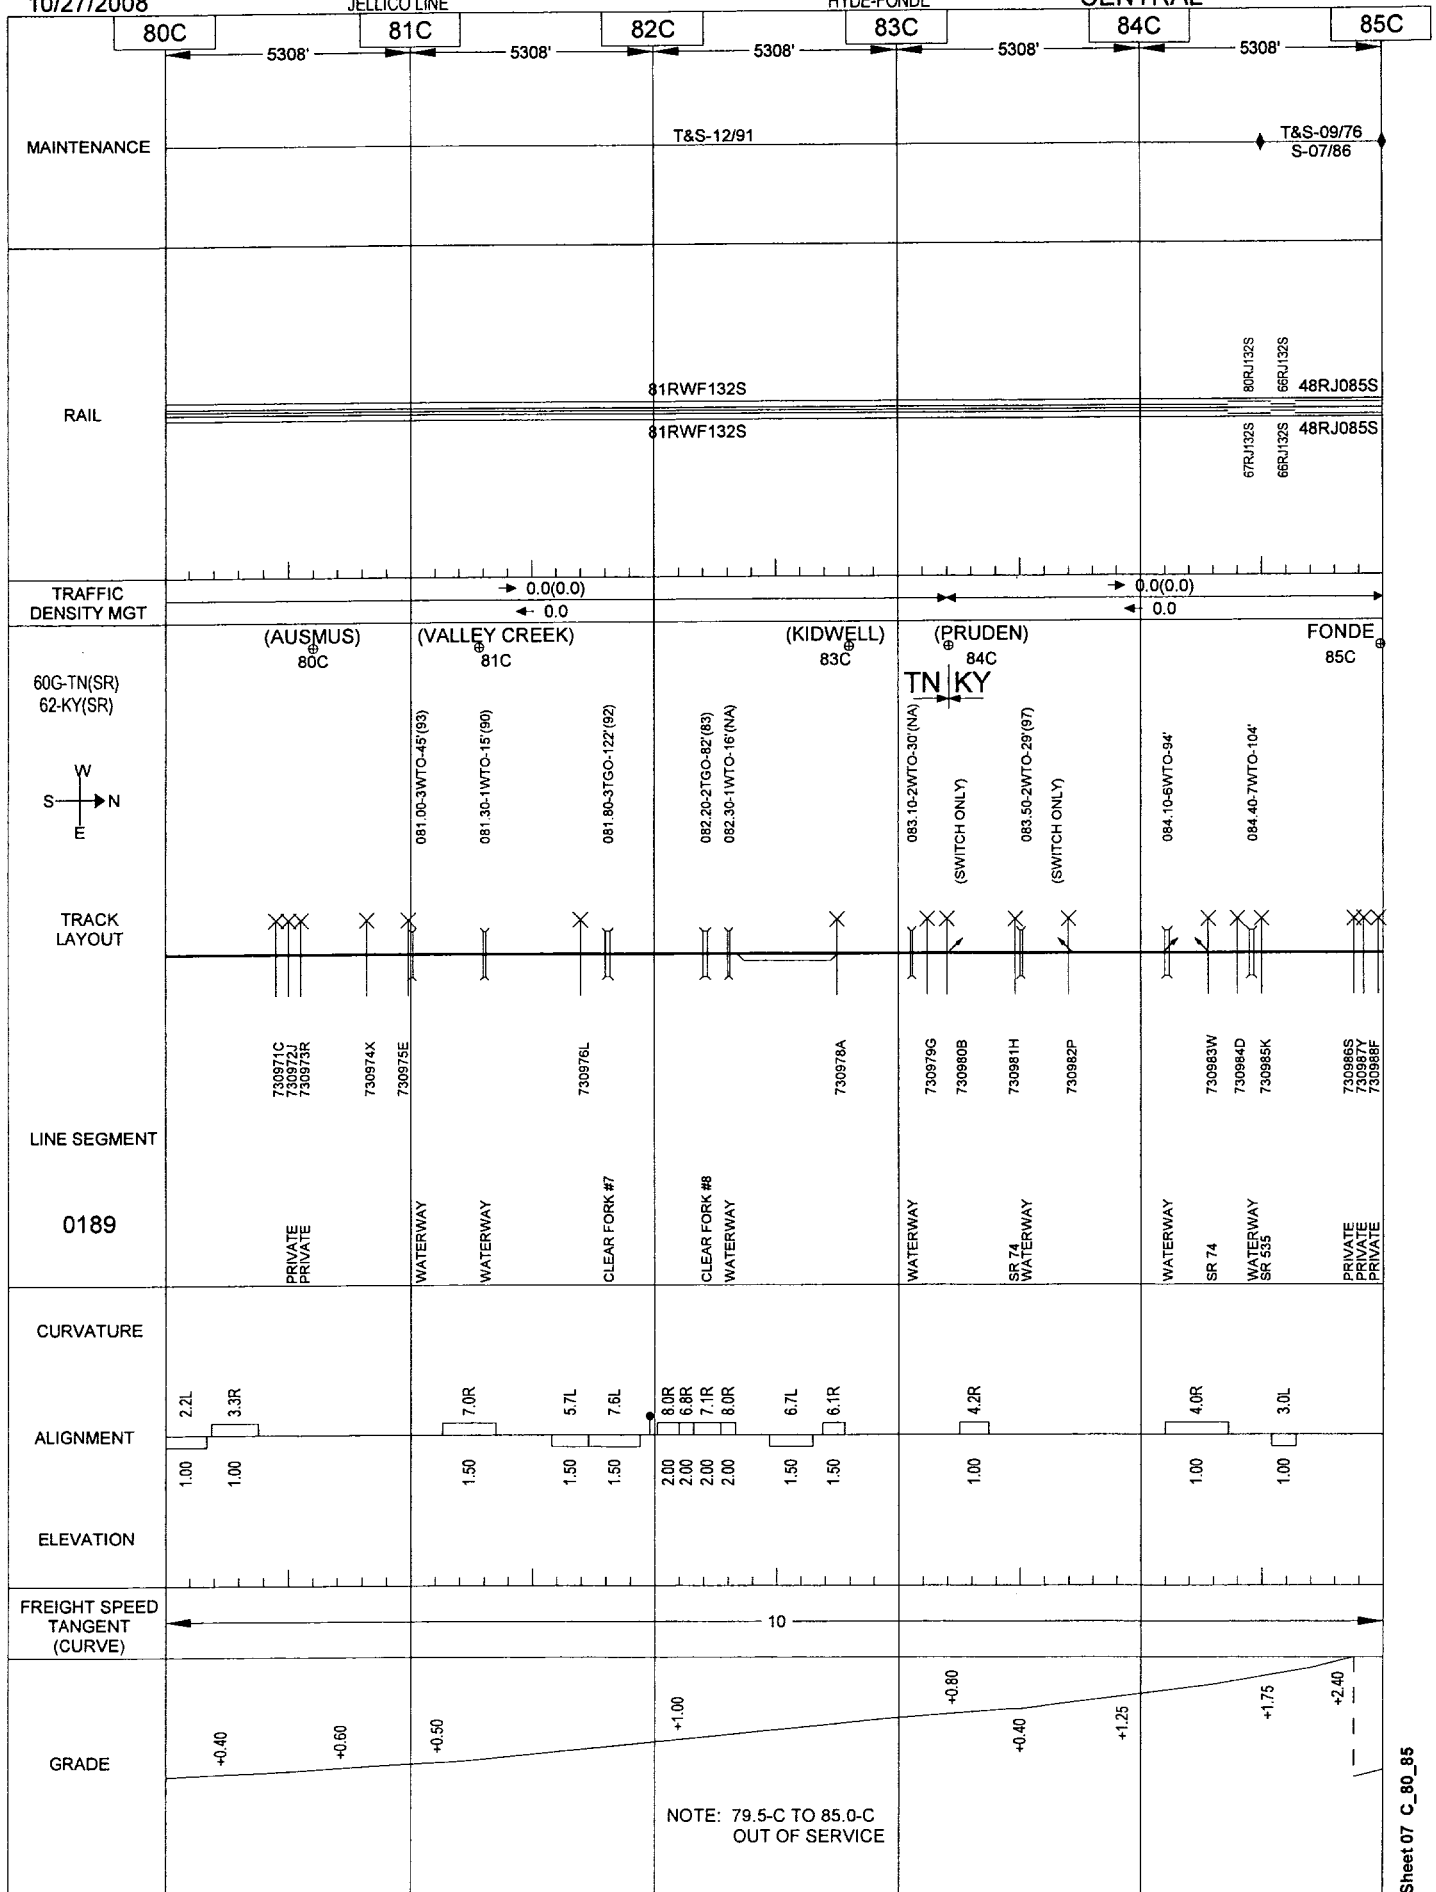 10/27/2008 JELLICO LINE HYDE-FONDE CENTRAL
80C 81C 82C 83C 84C 85C
5308' 5308' 5308' 5308' 5308'
MAINTENANCE
T&S-12/91
T&S-09/76
S-07/86
RAIL
81RWF132S
81RWF132S
80RJ132S
66RJ132S
48RJ085S
67RJ132S
66RJ132S
48RJ085S
TRAFFIC
DENSITY MGT
0.0(0.0)
0.0
0.0(0.0)
0.0
(AUSMUS) (VALLEY CREEK) (KIDWELL) (PRUDEN) FONDE
80C 81C 83C 84C 85C
60G-TN(SR)
62-KY(SR)
TN KY
W
S N
E
081.00-3WTO-45'(93)
081.30-1WTO-15'(90)
081.80-3TGO-122'(92)
082.20-2TGO-82'(83)
082.30-1WTO-16'(NA)
083.10-2WTO-30'(NA)
(SWITCH ONLY)
083.50-2WTO-29'(97)
(SWITCH ONLY)
084.10-6WTO-94'
084.40-7WTO-104'
TRACK
LAYOUT
730971C
730972J
730973R
730974X
730975E
730976L
730978A
730979G
730980B
730981H
730982P
730983W
730984D
730985K
730986S
730987Y
730988F
LINE SEGMENT
0189
PRIVATE
PRIVATE
WATERWAY
WATERWAY
CLEAR FORK #7
CLEAR FORK #8
WATERWAY
WATERWAY
SR 74
WATERWAY
WATERWAY
SR 74
WATERWAY
SR 535
PRIVATE
PRIVATE
PRIVATE
CURVATURE
2.2L 3.3R 7.0R 5.7L 7.6L 8.0R 6.8R 7.1R 8.0R 6.7L 6.1R 4.2R 4.0R 3.0L
ALIGNMENT
1.00 1.00 1.50 1.50 1.50 2.00 2.00 2.00 2.00 1.50 1.50 1.00 1.00 1.00
ELEVATION
FREIGHT SPEED
TANGENT
(CURVE)
10
GRADE
+0.40 +0.60 +0.50 +1.00 +0.80 +0.40 +1.25 +1.75 +2.40
NOTE: 79.5-C TO 85.0-C
OUT OF SERVICE
Sheet 07 C_80_85